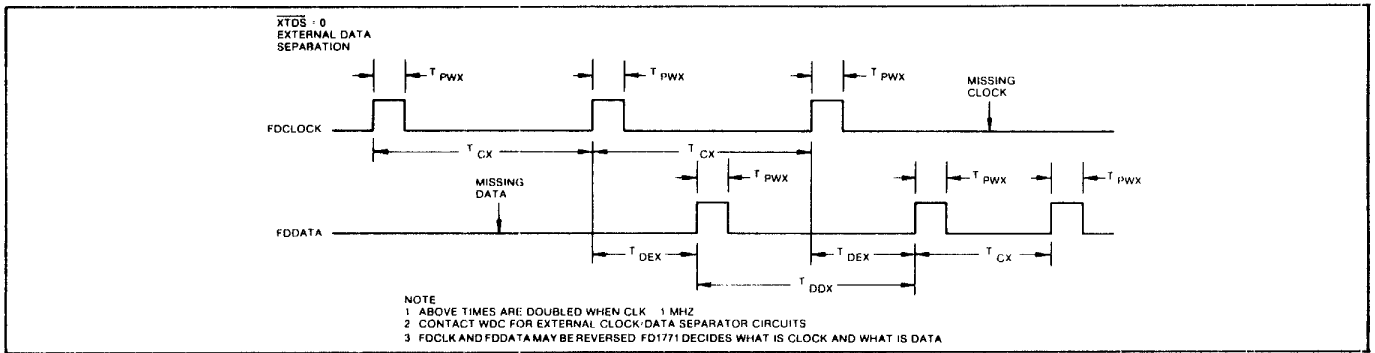 XTDS = 0
EXTERNAL DATA
SEPARATION
T PWX
T PWX
T PWX
MISSING
CLOCK
FDCLOCK
T CX
T CX
MISSING
DATA
T PWX
T PWX
T PWX
FDDATA
T DEX
T DEX
T CX
T DDX
NOTE
1 ABOVE TIMES ARE DOUBLED WHEN CLK 1 MHZ
2 CONTACT WDC FOR EXTERNAL CLOCK/DATA SEPARATOR CIRCUITS
3 FDCLK AND FDDATA MAY BE REVERSED FD1771 DECIDES WHAT IS CLOCK AND WHAT IS DATA